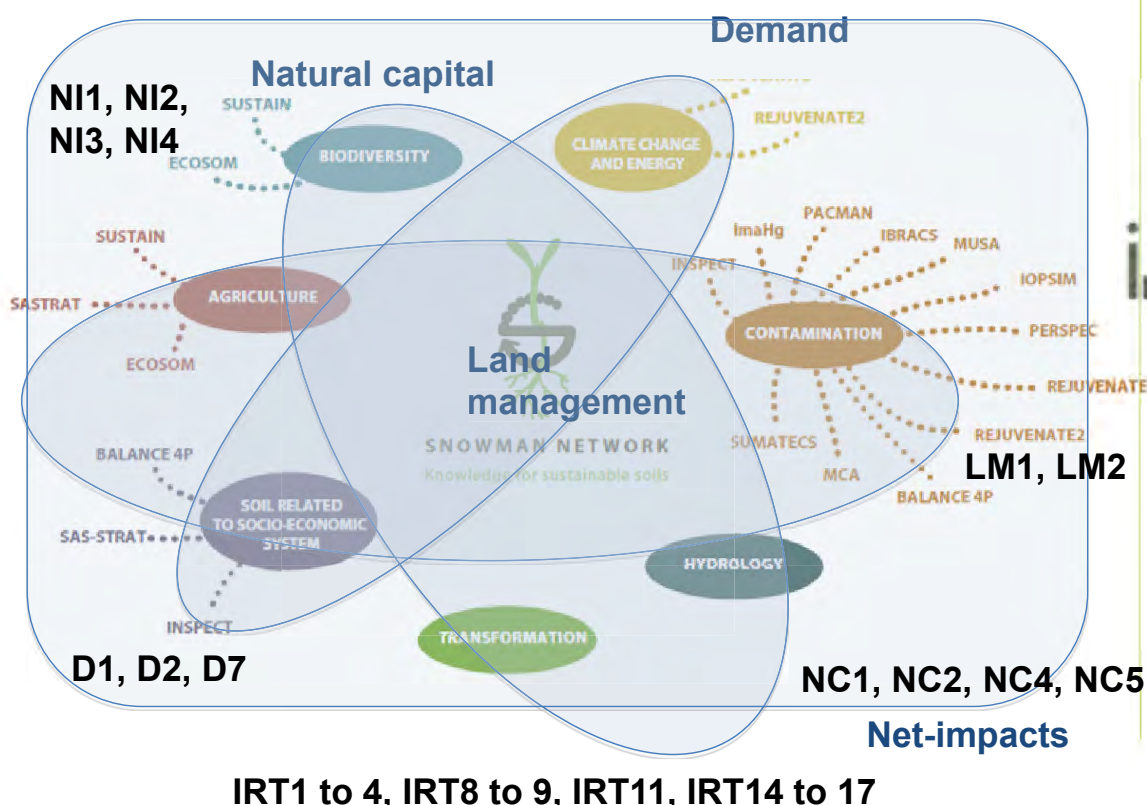 Demand
Natural capital
NI1, NI2,
NI3, NI4
SUSTAIN
ECOSOM
BIODIVERSITY
CLIMATE CHANGE
AND ENERGY
REJUVENATE2
SUSTAIN
SASTRAT
AGRICULTURE
ECOSOM
ImaHg
PACMAN
IBRACS
MUSA
INSPECT
IOPSIM
CONTAMINATION
PERSPEC
REJUVENATE
REJUVENATE2
SUMATECS
MCA
BALANCE 4P
LM1, LM2
Land
management
SNOWMAN NETWORK
Knowledge for sustainable soils
BALANCE 4P
SOIL RELATED
TO SOCIO-ECONOMIC
SYSTEM
SAS-STRAT
INSPECT
HYDROLOGY
TRANSFORMATION
D1, D2, D7
NC1, NC2, NC4, NC5
Net-impacts
IRT1 to 4, IRT8 to 9, IRT11, IRT14 to 17